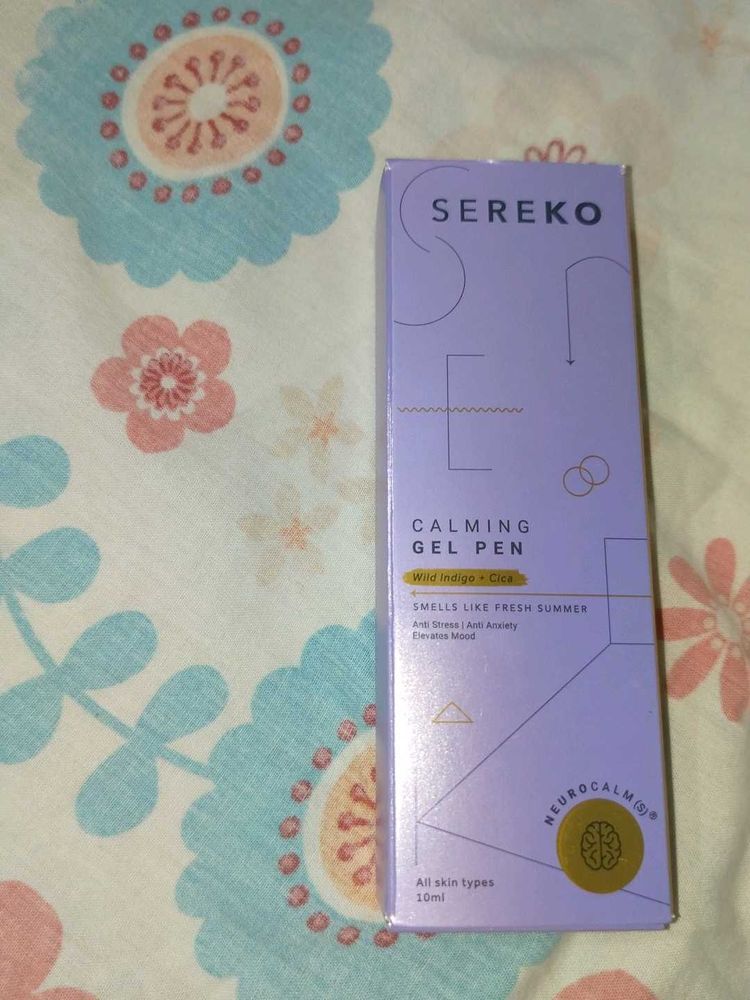 SEREKO
CALMING
GEL PEN
Wild Indigo + Cica
SMELLS LIKE FRESH SUMMER
Anti Stress | Anti Anxiety
Elevates Mood
NEUROCALM(S)®
All skin types
10ml